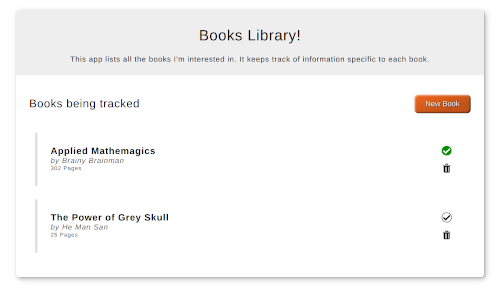 Books Library!
This app lists all the books I'm interested in. It keeps track of information specific to each book.
Books being tracked
New Book
Applied Mathemagics
by Brainy Brainman
302 Pages
The Power of Grey Skull
by He Man San
25 Pages